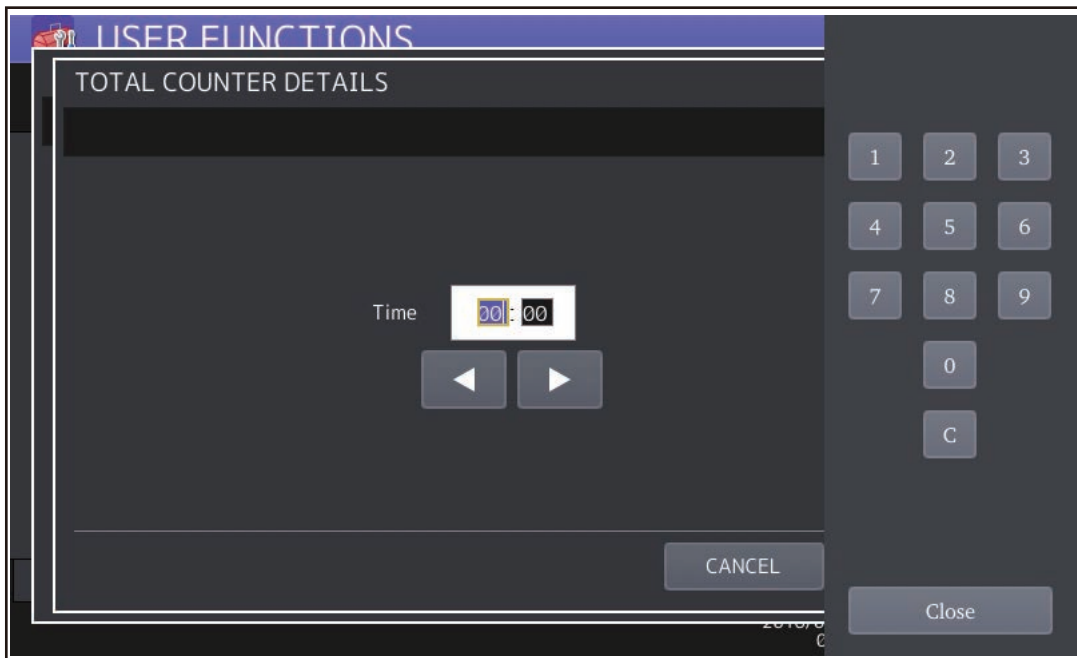 USER FUNCTIONS
TOTAL COUNTER DETAILS
Time 00:00
CANCEL
1 2 3
4 5 6
7 8 9
0
C
Close